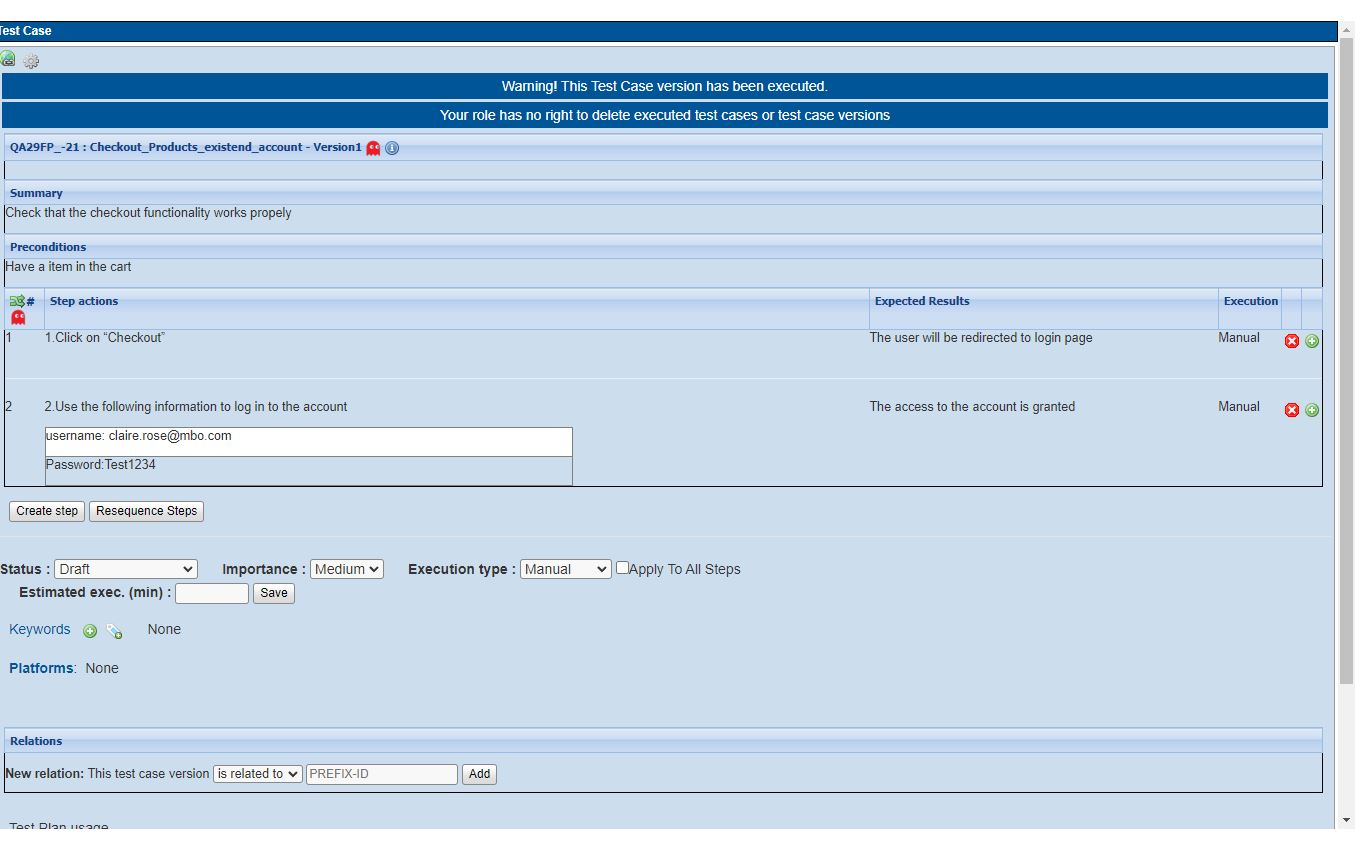 Test Case
Warning! This Test Case version has been executed.
Your role has no right to delete executed test cases or test case versions
QA29FP_-21 : Checkout_Products_existend_account - Version1
Summary
Check that the checkout functionality works propely
Preconditions
Have a item in the cart
# Step actions Expected Results Execution
1 1.Click on “Checkout” The user will be redirected to login page Manual
2 2.Use the following information to log in to the account The access to the account is granted Manual
username: claire.rose@mbo.com
Password:Test1234
Create step Resequence Steps
Status : Draft Importance : Medium Execution type : Manual Apply To All Steps
Estimated exec. (min) : Save
Keywords None
Platforms: None
Relations
New relation: This test case version is related to PREFIX-ID Add
Test Plan usage